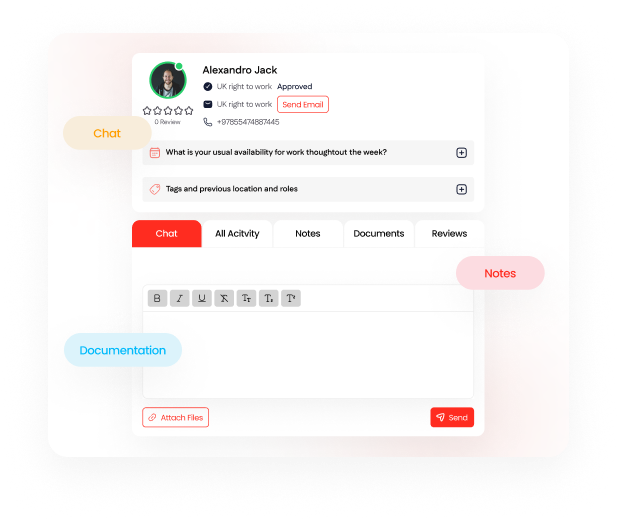 Alexandro Jack
UK right to work Approved
UK right to work Send Email
0 Review
+97855474887445
Chat
What is your usual availability for work thoughtout the week?
Tags and previous location and roles
Chat All Acitvity Notes Documents Reviews
Notes
B I U X TT T, T²
Documentation
Attach Files
Send